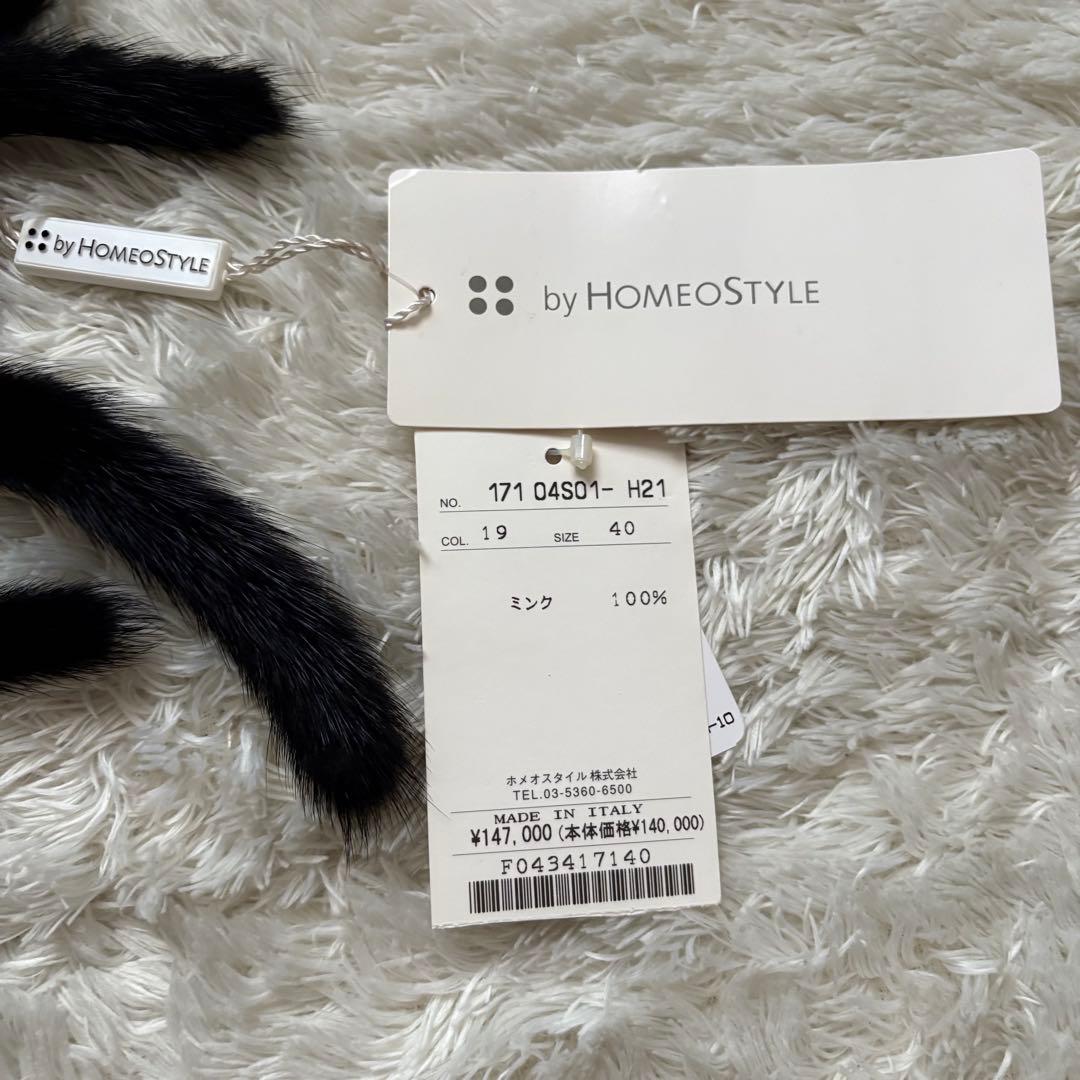 by HOMEOSTYLE
by HOMEOSTYLE
NO. 171 04S01- H21
COL. 19 SIZE 40
ミンク 100%
-10
ホメオスタイル 株式会社
TEL.03-5360-6500
MADE IN ITALY
¥147,000 (本体価格¥140,000)
F043417140